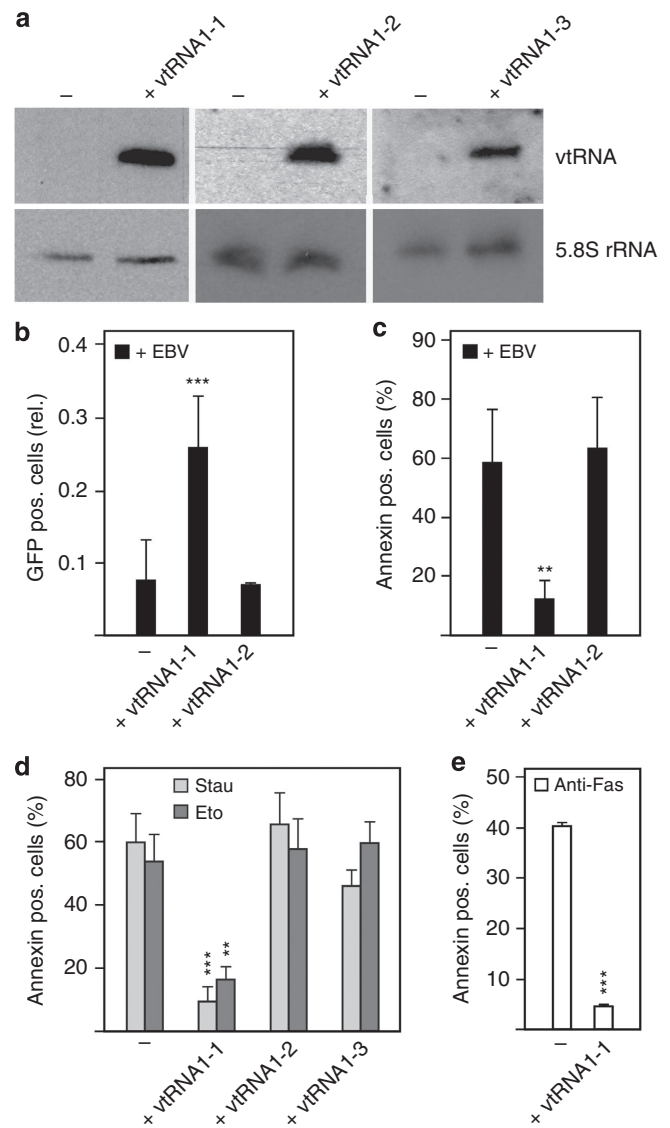 a
–
+ vtRNA1-1
–
+ vtRNA1-2
–
+ vtRNA1-3
vtRNA
5.8S rRNA
b
GFP pos. cells (rel.)
0.4
0.3
0.2
0.1
+ EBV
***
–
+ vtRNA1-1
+ vtRNA1-2
c
Annexin pos. cells (%)
90
80
60
40
20
+ EBV
**
–
+ vtRNA1-1
+ vtRNA1-2
d
Annexin pos. cells (%)
80
60
40
20
Stau
Eto
***
**
–
+ vtRNA1-1
+ vtRNA1-2
+ vtRNA1-3
e
Annexin pos. cells (%)
50
40
30
20
10
Anti-Fas
***
–
+ vtRNA1-1